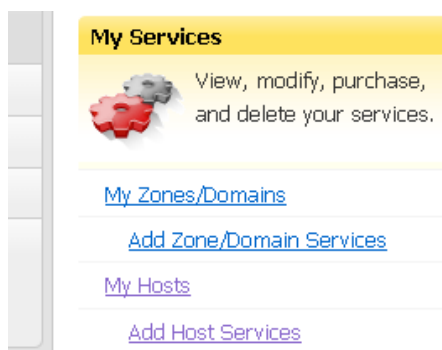 My Services
View, modify, purchase,
and delete your services.
My Zones/Domains
Add Zone/Domain Services
My Hosts
Add Host Services